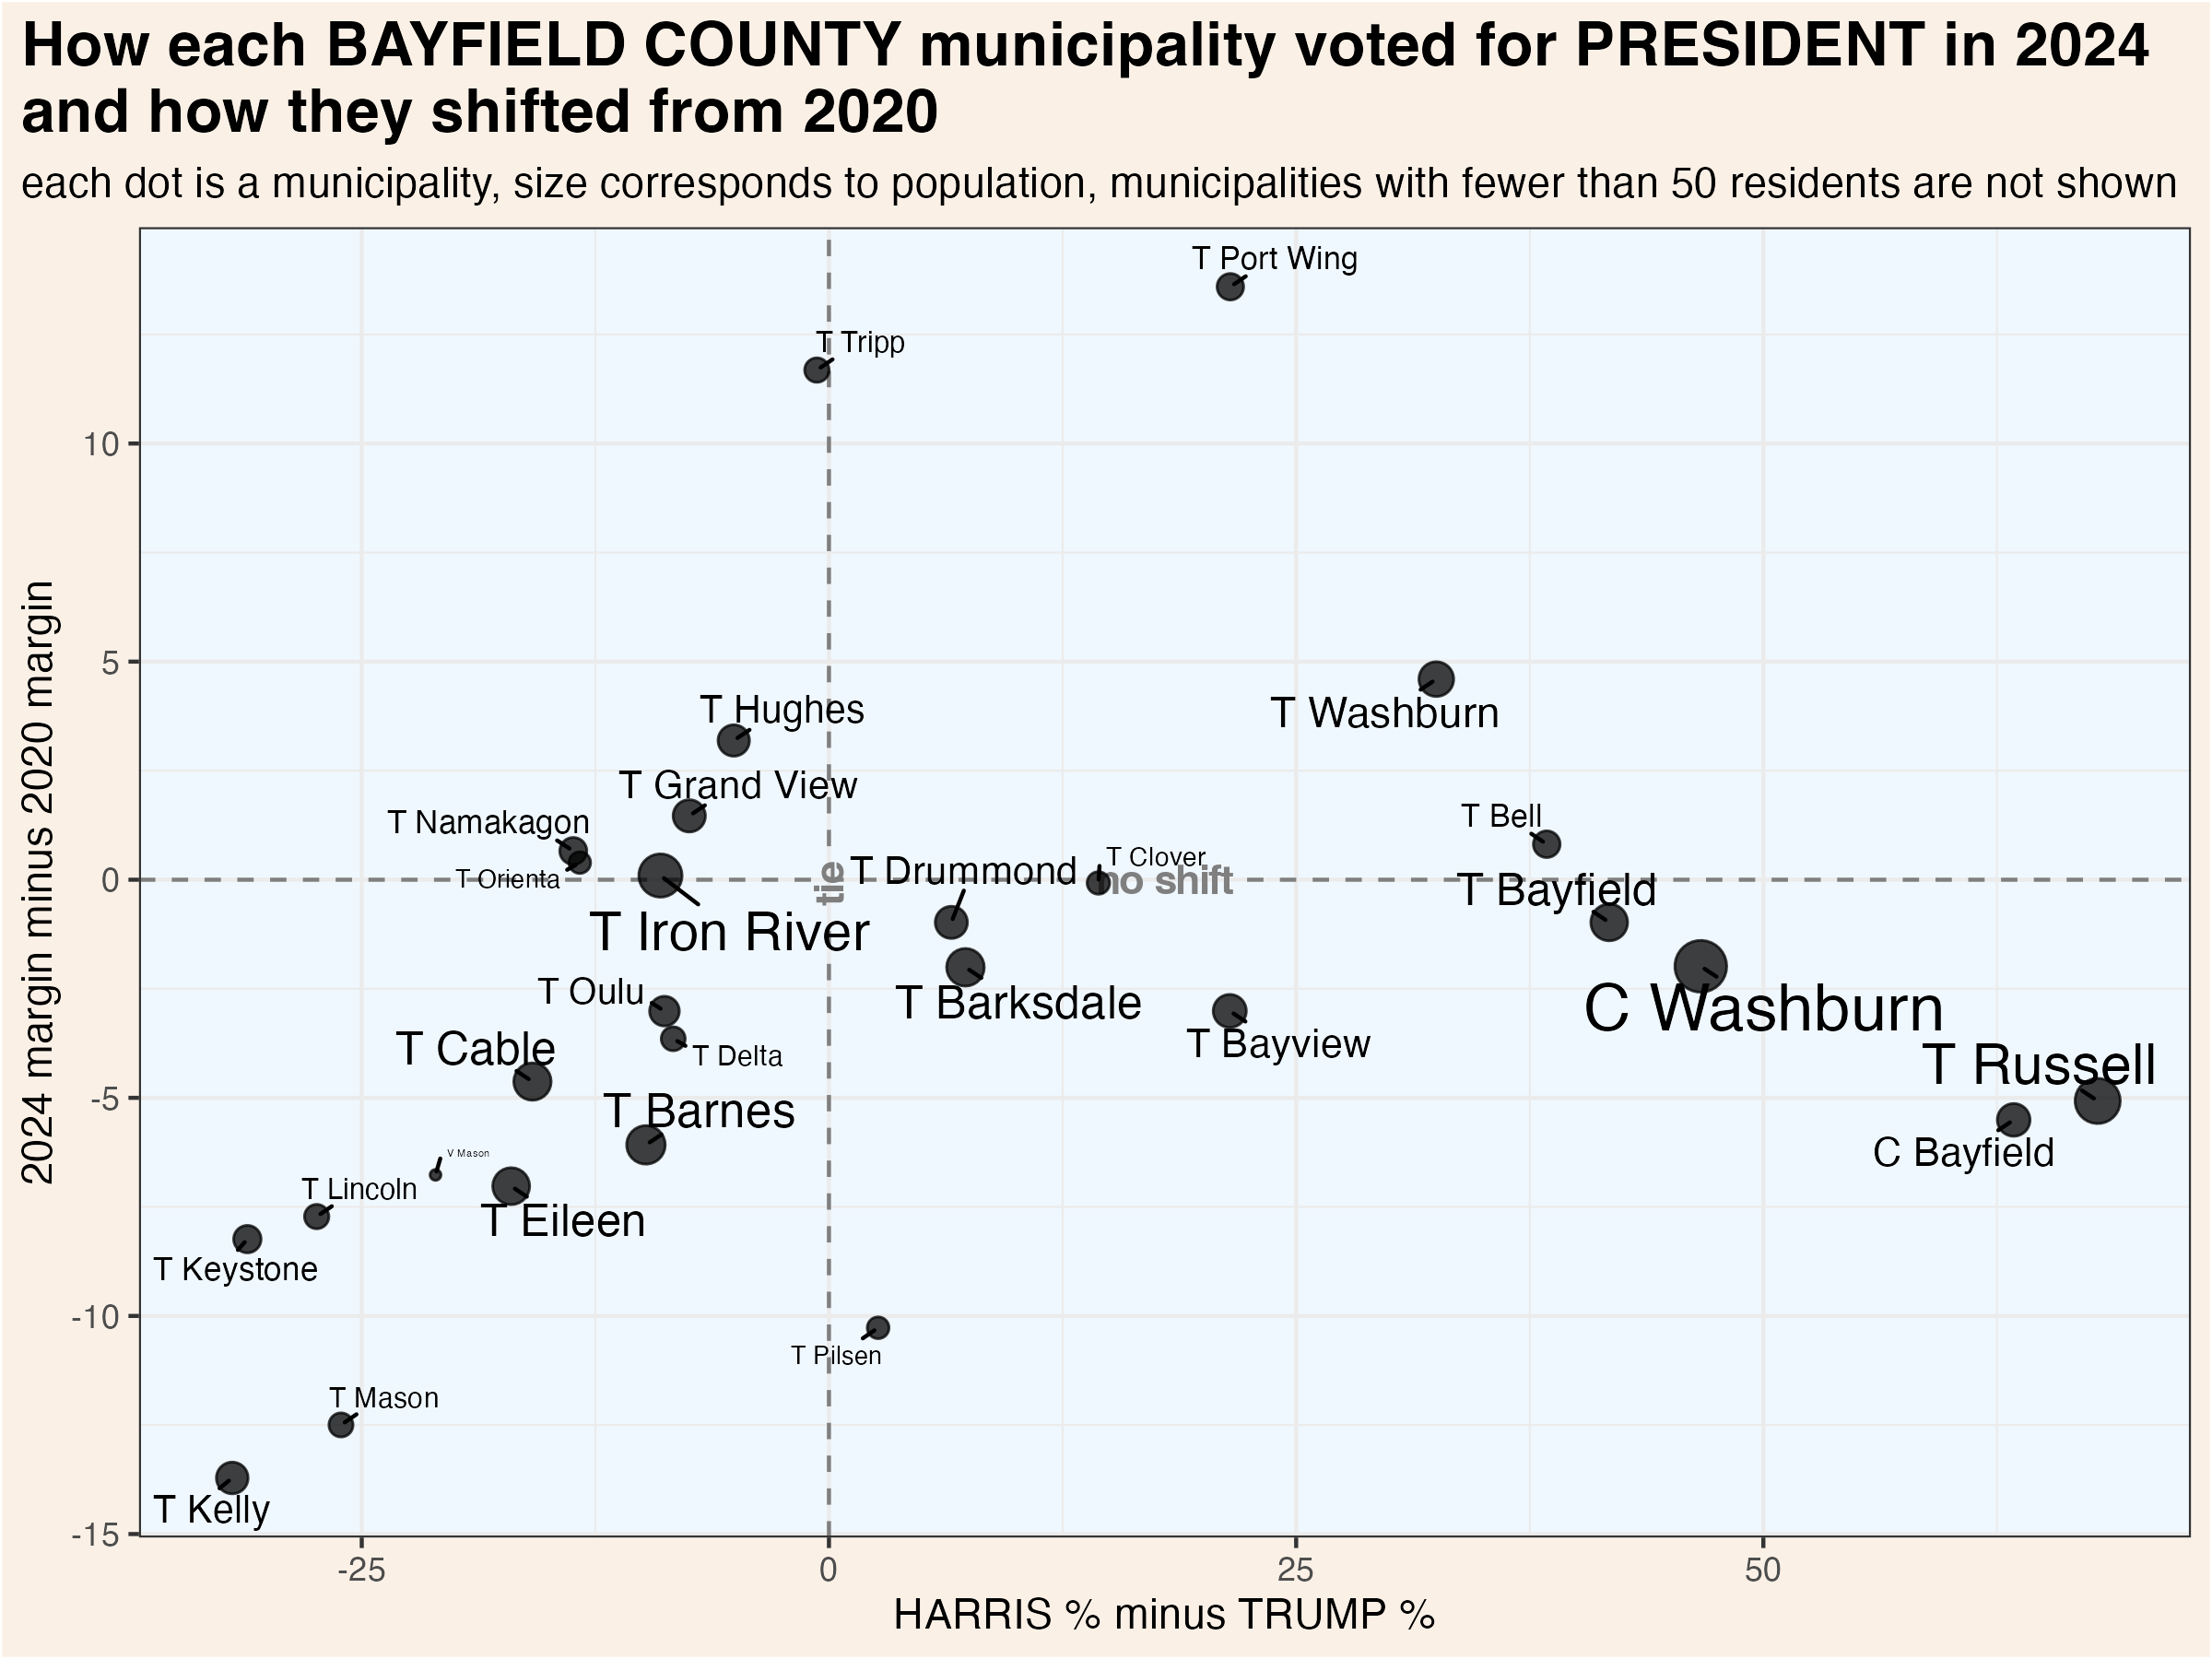 How each BAYFIELD COUNTY municipality voted for PRESIDENT in 2024
and how they shifted from 2020
each dot is a municipality, size corresponds to population, municipalities with fewer than 50 residents are not shown
T Port Wing
T Tripp
10
5
T Hughes
T Washburn
T Grand View
T Namakagon
T Bell
T Orienta
0
tie
T Drummond
T Clover
no shift
T Bayfield
T Iron River
T Oulu
T Barksdale
C Washburn
T Cable
T Delta
T Bayview
T Russell
-5
T Barnes
V Mason
C Bayfield
T Lincoln
T Eileen
T Keystone
-10
T Pilsen
T Mason
T Kelly
-15
2024 margin minus 2020 margin
-25
0
25
50
HARRIS % minus TRUMP %